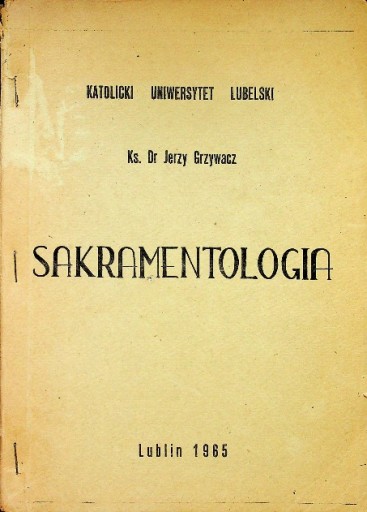 KATOLICKI UNIWERSYTET LUBELSKI
Ks. Dr Jerzy Grzywacz
SAKRAMENTOLOGIA
Lublin 1965